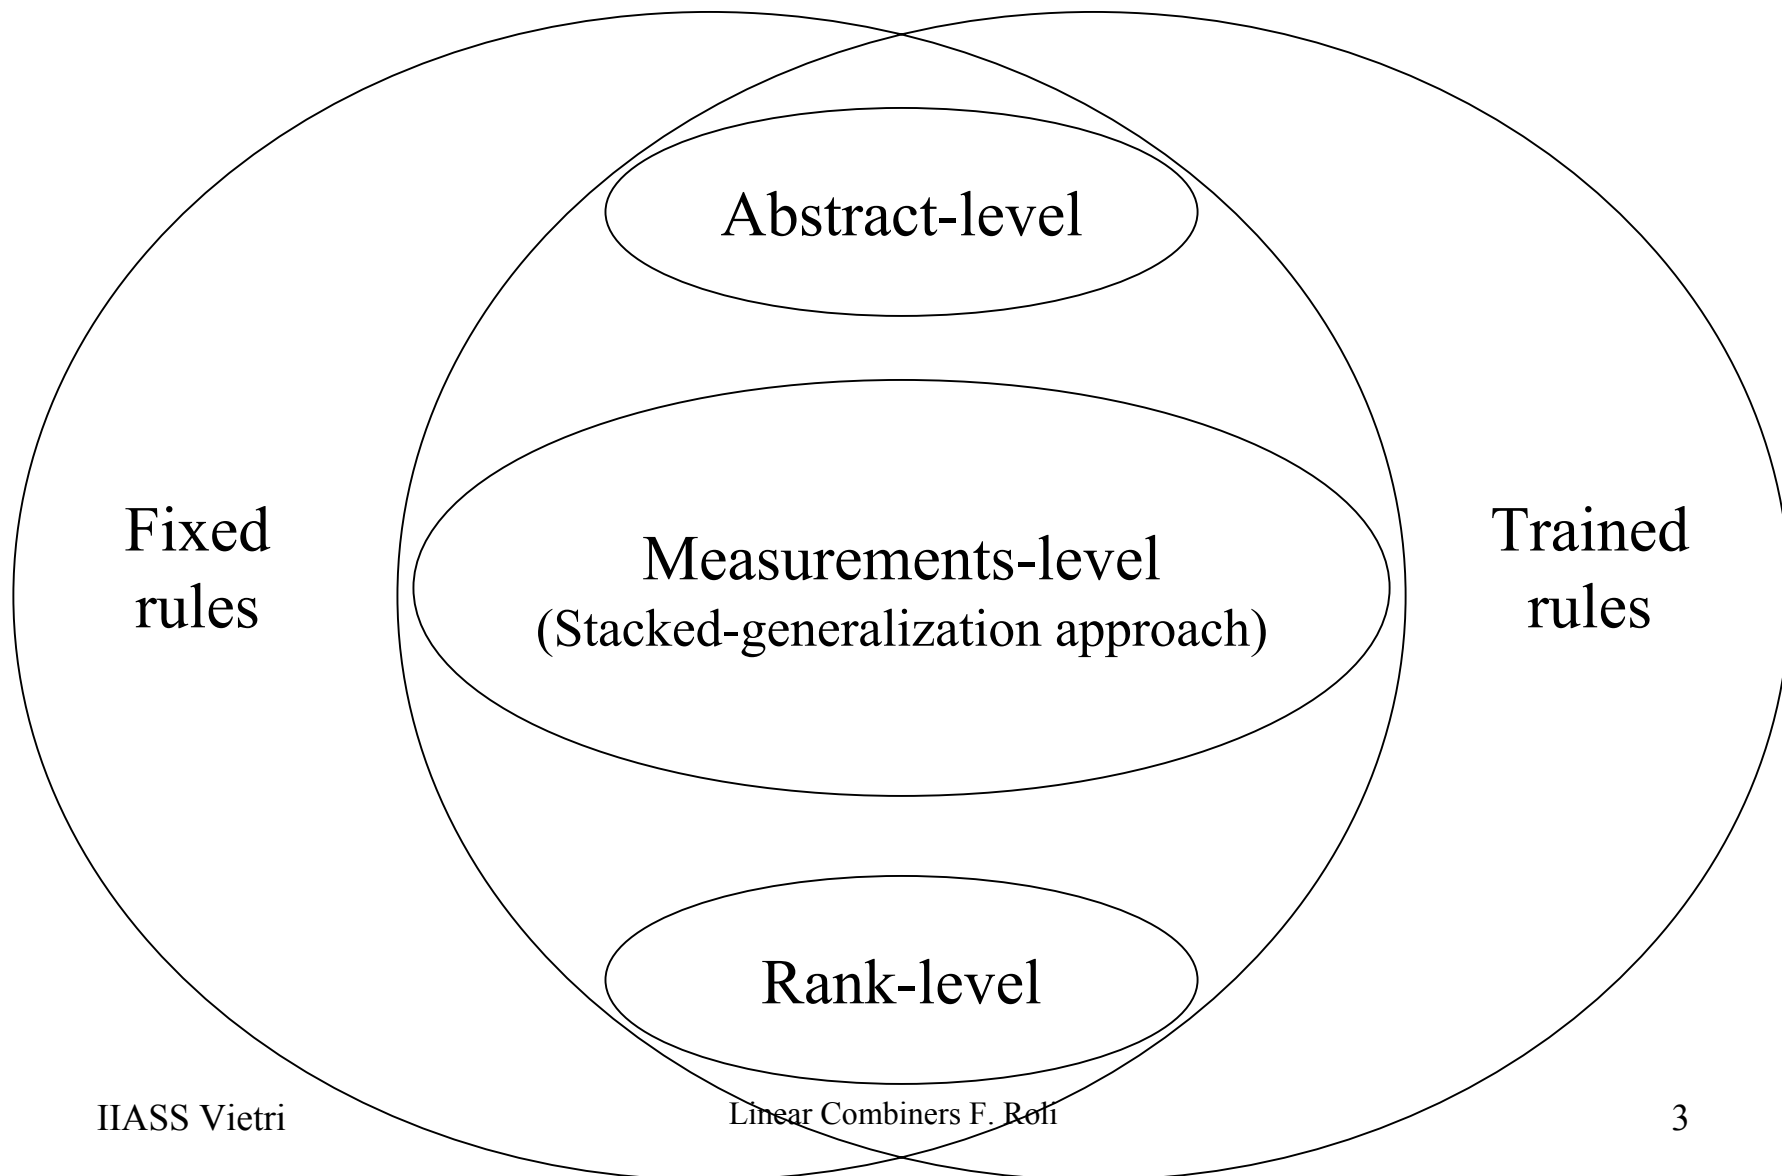 Abstract-level
Fixed
rules
Measurements-level
(Stacked-generalization approach)
Trained
rules
Rank-level
IIASS Vietri
Linear Combiners F. Roli
3